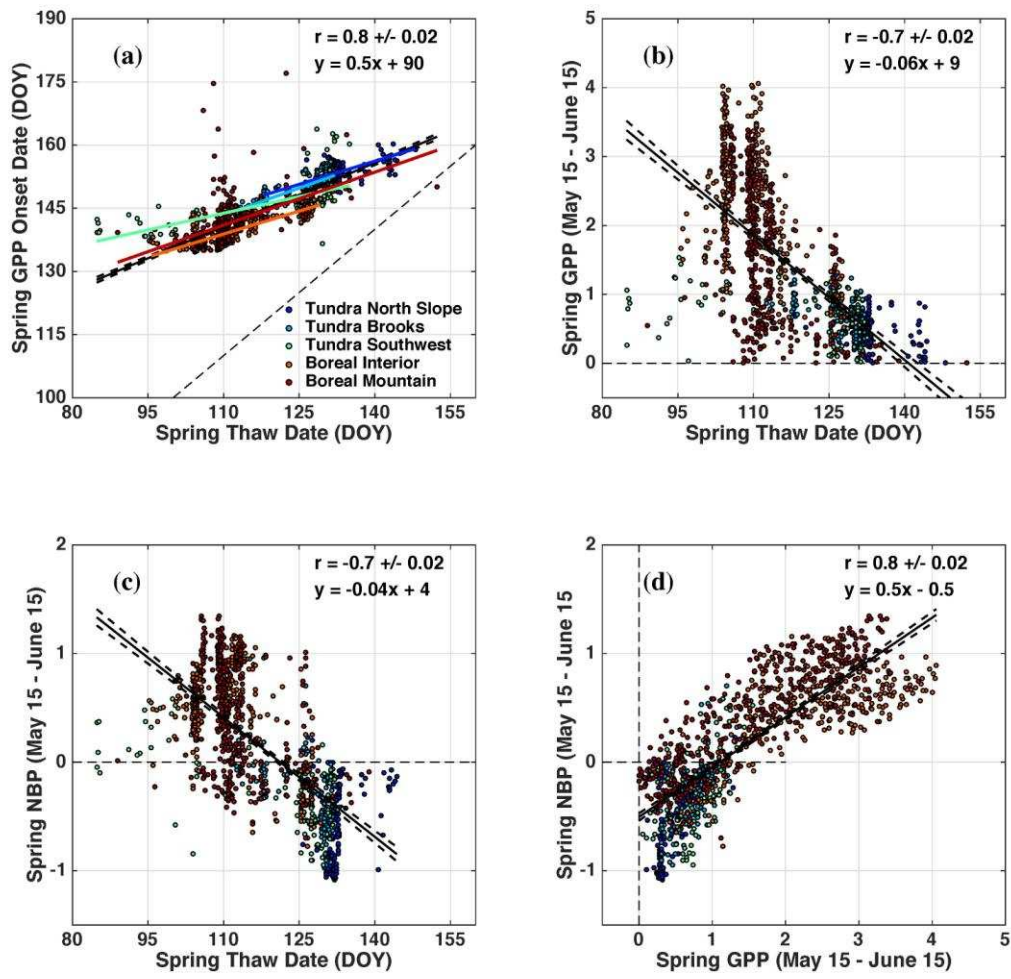 (a)
r = 0.8 +/- 0.02
y = 0.5x + 90
Spring GPP Onset Date (DOY)
190
175
160
145
130
115
100
Tundra North Slope
Tundra Brooks
Tundra Southwest
Boreal Interior
Boreal Mountain
80 95 110 125 140 155
Spring Thaw Date (DOY)
(b)
r = -0.7 +/- 0.02
y = -0.06x + 9
Spring GPP (May 15 - June 15)
5
4
3
2
1
0
80 95 110 125 140 155
Spring Thaw Date (DOY)
(c)
r = -0.7 +/- 0.02
y = -0.04x + 4
Spring NBP (May 15 - June 15)
2
1
0
-1
80 95 110 125 140 155
Spring Thaw Date (DOY)
(d)
r = 0.8 +/- 0.02
y = 0.5x - 0.5
Spring NBP (May 15 - June 15
2
1
0
-1
0 1 2 3 4 5
Spring GPP (May 15 - June 15)